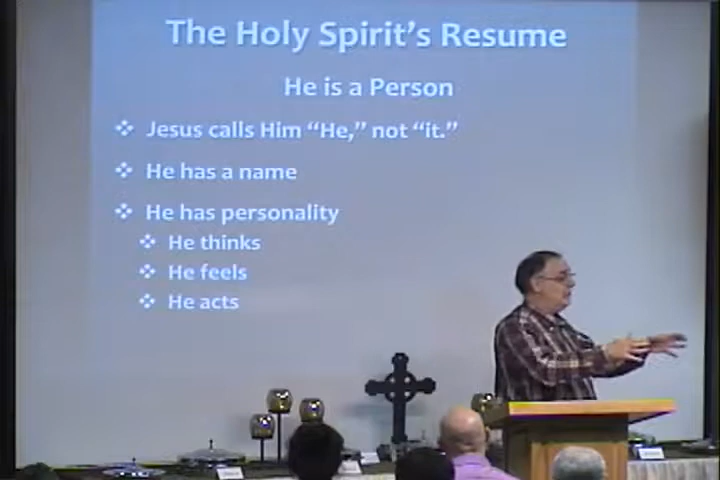 The Holy Spirit's Resume
He is a Person
Jesus calls Him "He," not "it."
He has a name
He has personality
He thinks
He feels
He acts